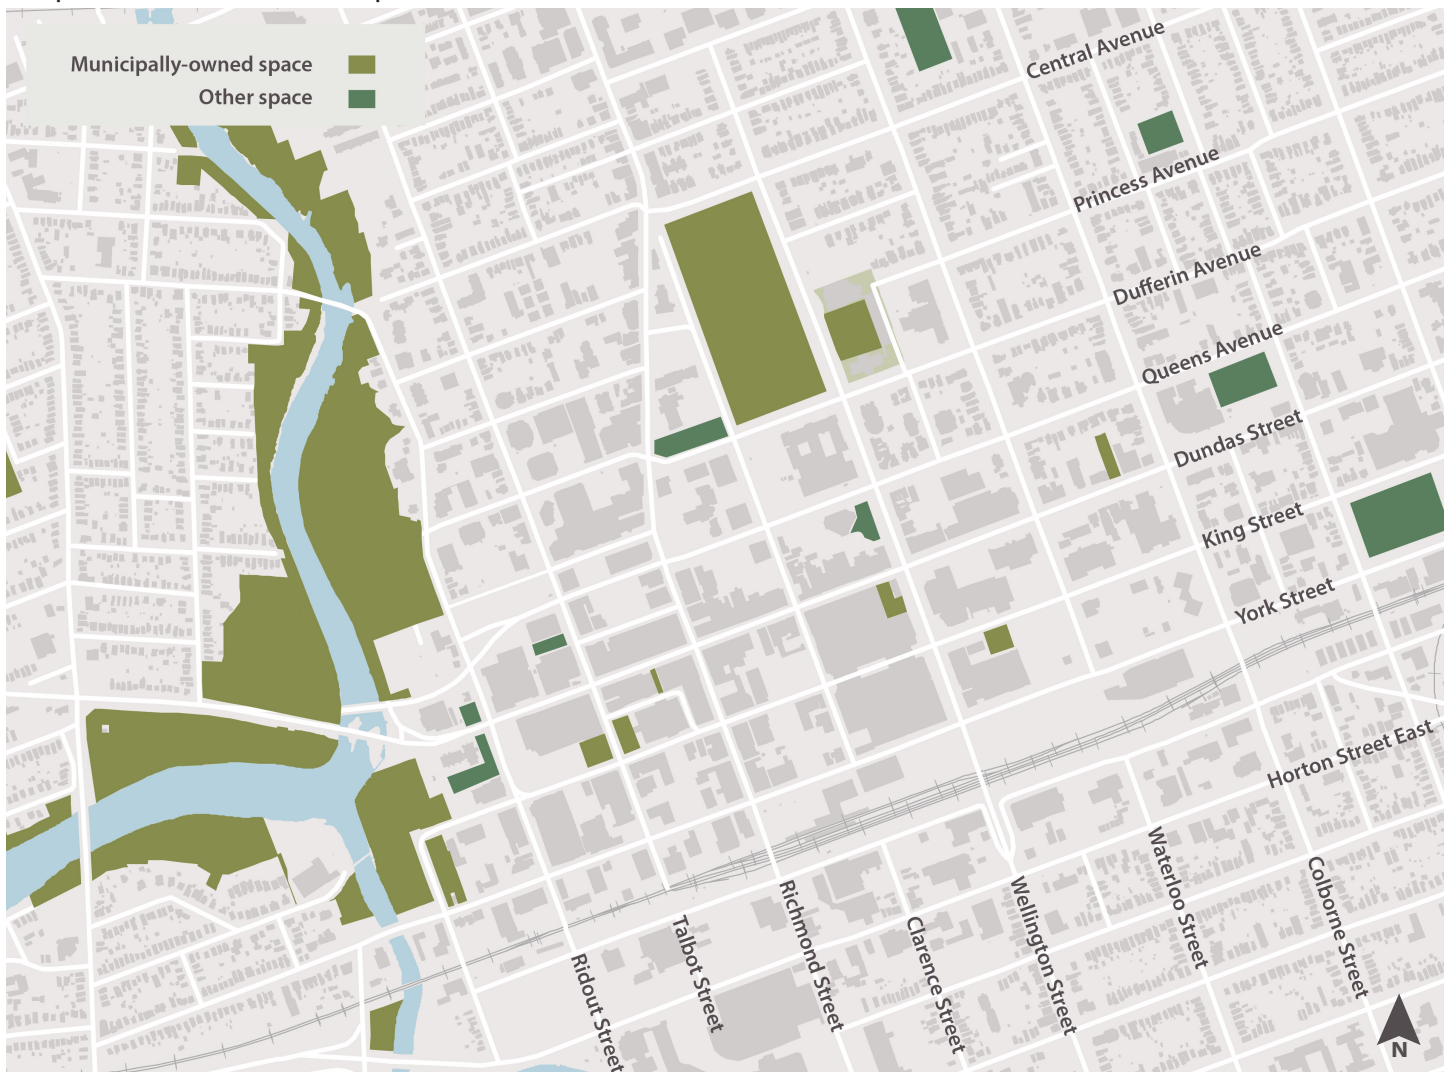 Municipally-owned space
Other space
Central Avenue
Princess Avenue
Dufferin Avenue
Queens Avenue
Dundas Street
King Street
York Street
Horton Street East
Ridout Street
Talbot Street
Richmond Street
Clarence Street
Wellington Street
Waterloo Street
Colborne Street
N